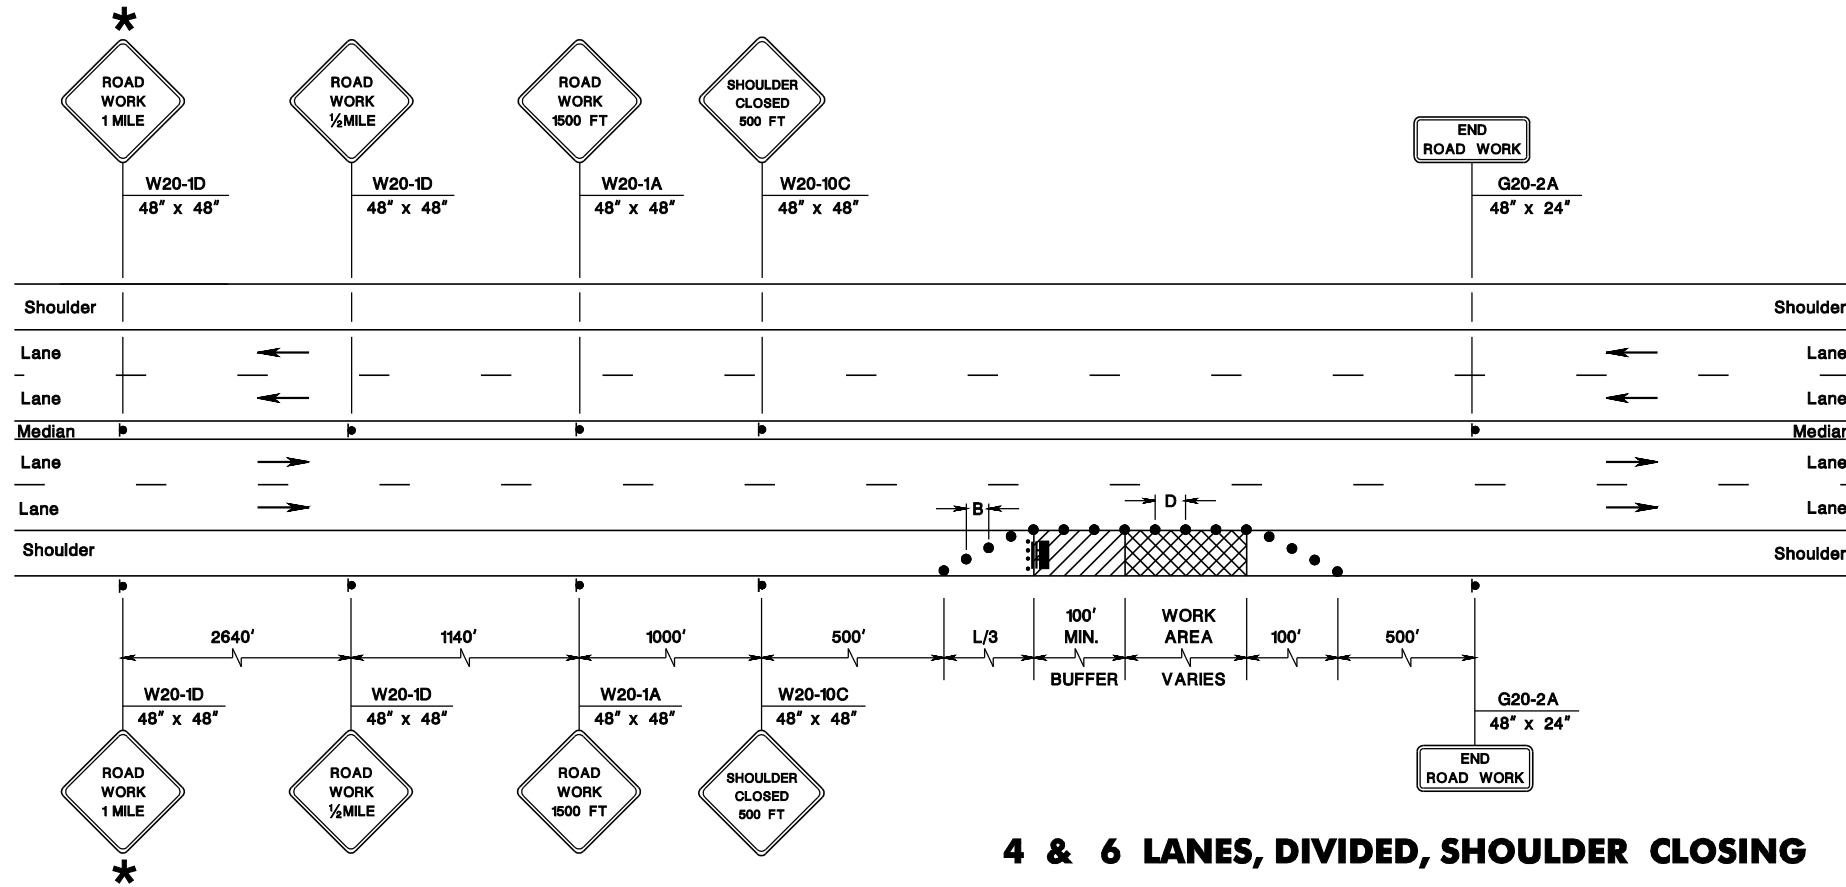 *
ROAD
WORK
1 MILE
ROAD
WORK
½ MILE
ROAD
WORK
1500 FT
SHOULDER
CLOSED
500 FT
END
ROAD WORK
W20-1D
48" x 48"
W20-1D
48" x 48"
W20-1A
48" x 48"
W20-10C
48" x 48"
G20-2A
48" x 24"
Shoulder
Shoulder
Lane
Lane
Lane
Lane
Median
Median
Lane
Lane
Lane
Lane
B
D
Shoulder
Shoulder
2640'
1140'
1000'
500'
L/3
100'
MIN.
BUFFER
WORK
AREA
VARIES
100'
500'
W20-1D
48" x 48"
W20-1D
48" x 48"
W20-1A
48" x 48"
W20-10C
48" x 48"
G20-2A
48" x 24"
ROAD
WORK
1 MILE
ROAD
WORK
½ MILE
ROAD
WORK
1500 FT
SHOULDER
CLOSED
500 FT
END
ROAD WORK
*
4 & 6 LANES, DIVIDED, SHOULDER CLOSING